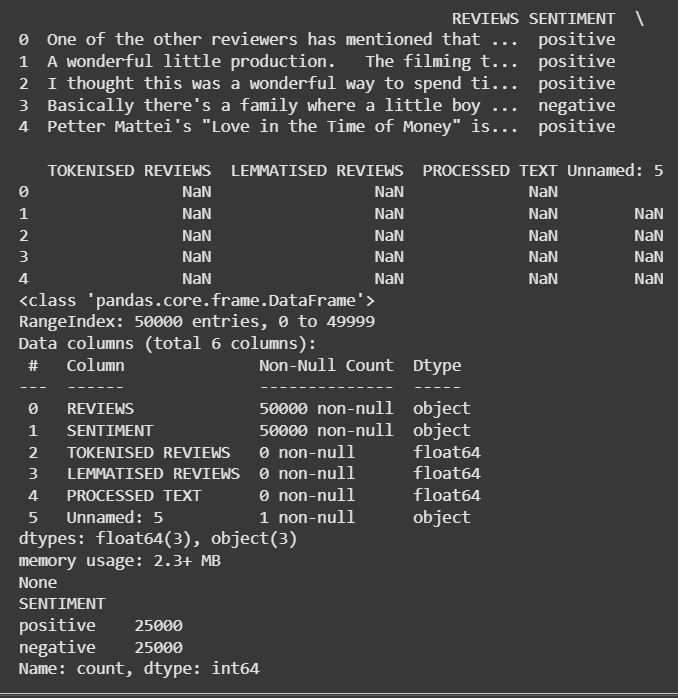 REVIEWS SENTIMENT  \
0  One of the other reviewers has mentioned that ...  positive
1  A wonderful little production.   The filming t...  positive
2  I thought this was a wonderful way to spend ti...  positive
3  Basically there's a family where a little boy ...  negative
4  Petter Mattei's "Love in the Time of Money" is...  positive

   TOKENISED REVIEWS  LEMMATISED REVIEWS  PROCESSED TEXT Unnamed: 5
0                NaN                 NaN             NaN
1                NaN                 NaN             NaN        NaN
2                NaN                 NaN             NaN        NaN
3                NaN                 NaN             NaN        NaN
4                NaN                 NaN             NaN        NaN
<class 'pandas.core.frame.DataFrame'>
RangeIndex: 50000 entries, 0 to 49999
Data columns (total 6 columns):
 #   Column              Non-Null Count  Dtype
---  ------              --------------  -----
 0   REVIEWS             50000 non-null  object
 1   SENTIMENT           50000 non-null  object
 2   TOKENISED REVIEWS   0 non-null      float64
 3   LEMMATISED REVIEWS  0 non-null      float64
 4   PROCESSED TEXT      0 non-null      float64
 5   Unnamed: 5          1 non-null      object
dtypes: float64(3), object(3)
memory usage: 2.3+ MB
None
SENTIMENT
positive    25000
negative    25000
Name: count, dtype: int64